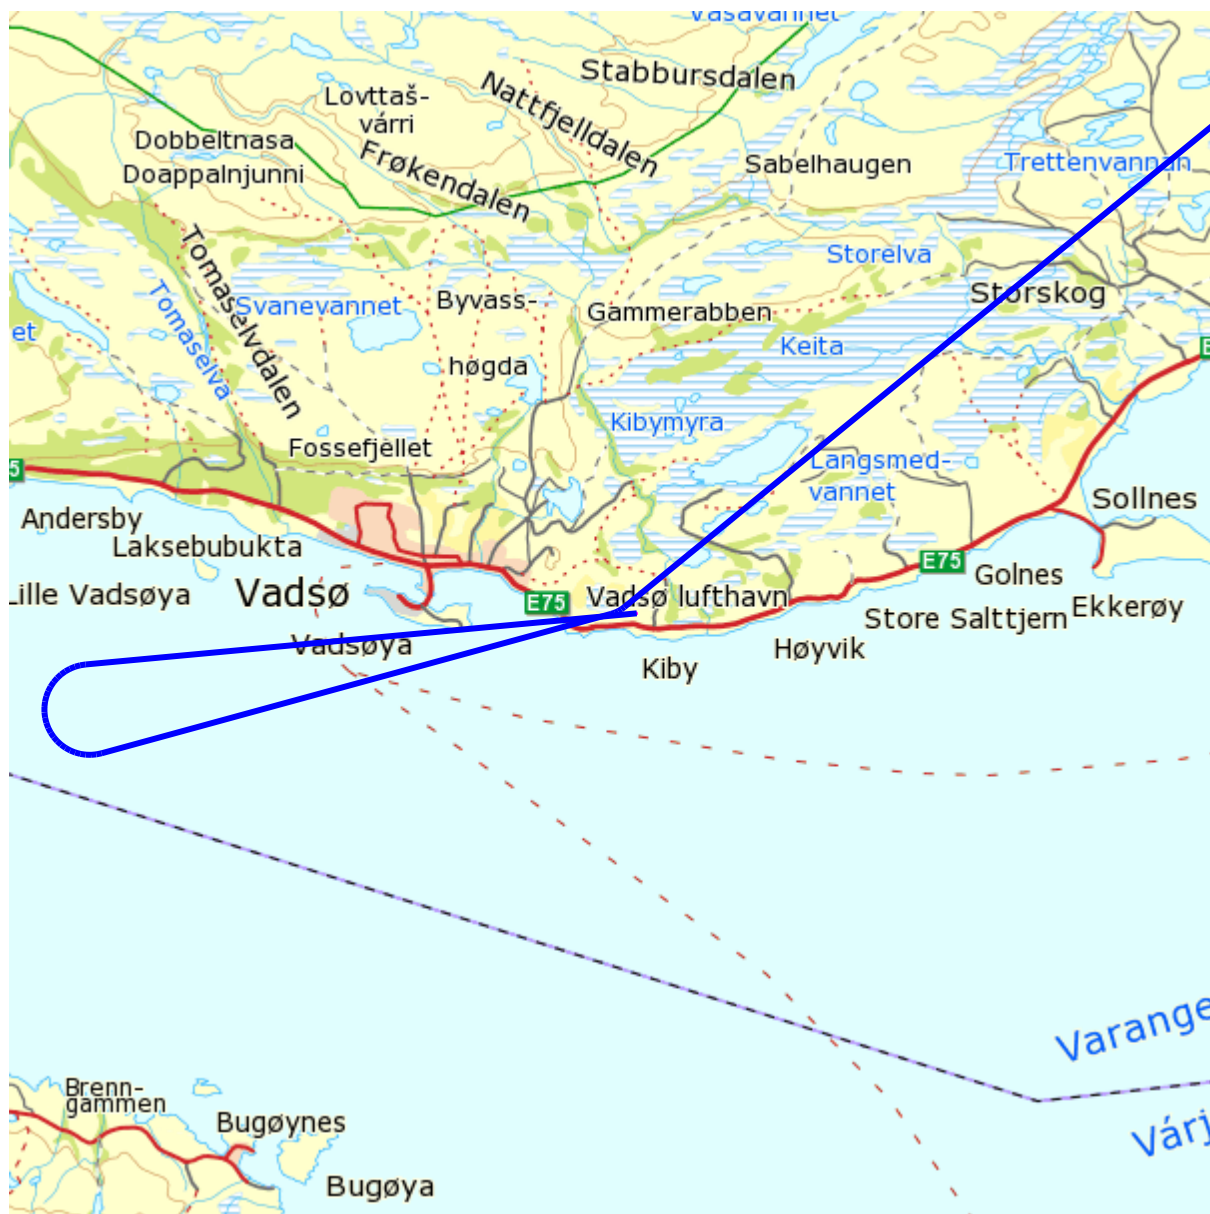 Vasavannet
Stabbursdalen
Nattfjelldalen
Lovttaš-
várri
Dobbeltnasa
Doappalnjunni
Frøkendalen
Sabelhaugen
Trettenvannan
Tomaselvdalen
Tomaselva
Svanevannet
Byvass-
høgda
Storelva
Storskog
Gammerabben
Keita
et
E
Kibymyra
Fossefjellet
Langsmed-
vannet
5
Andersby
Laksebubukta
Sollnes
E75
Golnes
Lille Vadsøya
Vadsø
E75
Vadsø lufthavn
Store Salttjern
Ekkerøy
Vadsøya
Kiby
Høyvik
Varange
Brenn-
gammen
Bugøynes
Várj
Bugøya